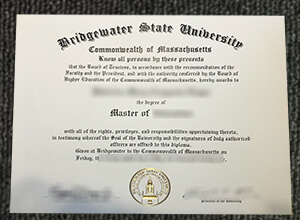 Bridgewater State University
Commonwealth of Massachusetts
Know all persons by these presents
that the Board of Trustees, in accordance with the recommendation of the
Faculty and the President, and with the authority conferred by the Board of
Higher Education of the Commonwealth of Massachusetts, hereby awards to
the degree of
Master of
with all of the rights, privileges, and responsibilities appertaining thereto,
in testimony whereof the Seal of the University and the signatures of duly authorized
officers are affixed to this diploma.
Given at Bridgewater in the Commonwealth of Massachusetts on
Friday, the